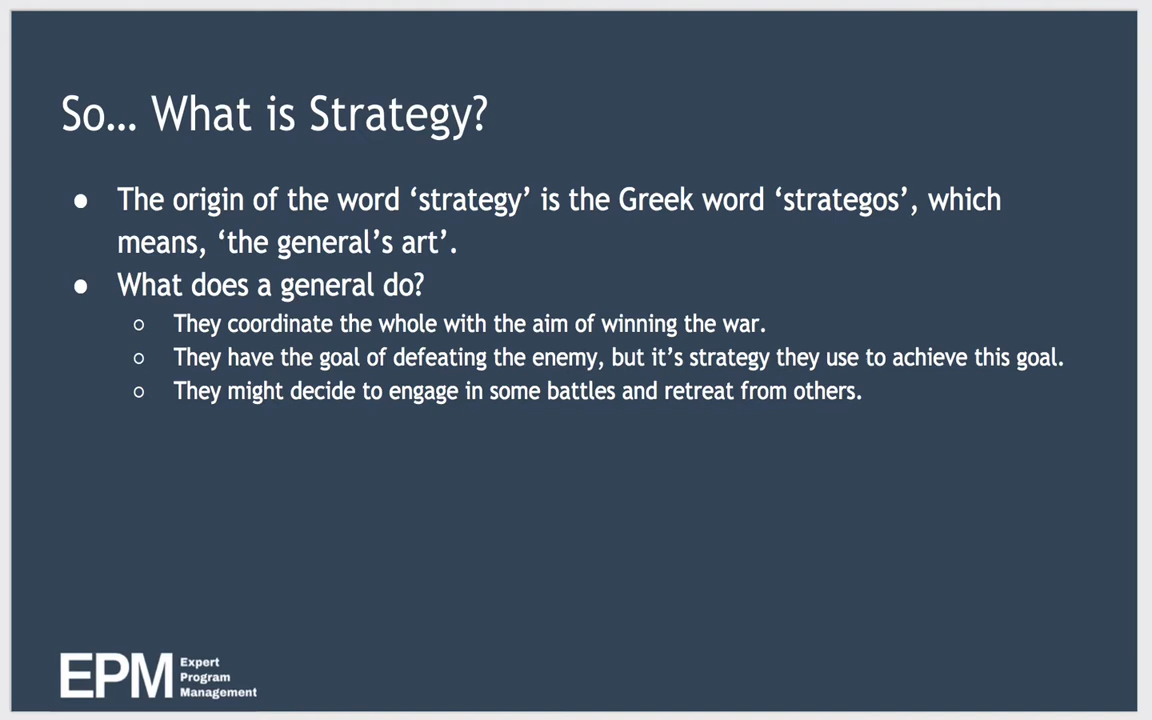 So... What is Strategy?
● The origin of the word ‘strategy’ is the Greek word ‘strategos’, which
means, ‘the general’s art’.
● What does a general do?
○ They coordinate the whole with the aim of winning the war.
○ They have the goal of defeating the enemy, but it’s strategy they use to achieve this goal.
○ They might decide to engage in some battles and retreat from others.
EPM Expert
Program
Management